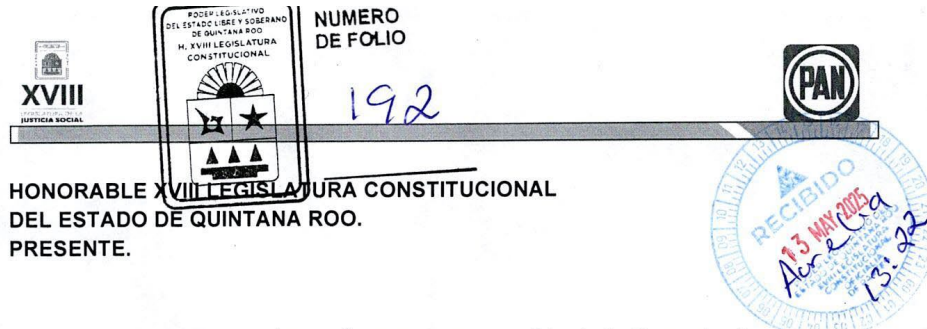 PODER LEGISLATIVO
DEL ESTADO LIBRE Y SOBERANO
DE QUINTANA ROO
H. XVIII LEGISLATURA
CONSTITUCIONAL
NUMERO
DE FOLIO
192
XVIII
JUSTICIA SOCIAL
PAN
HONORABLE XVIII LEGISLATURA CONSTITUCIONAL
DEL ESTADO DE QUINTANA ROO.
PRESENTE.
RECIBIDO
13 MAY 2025
13:22